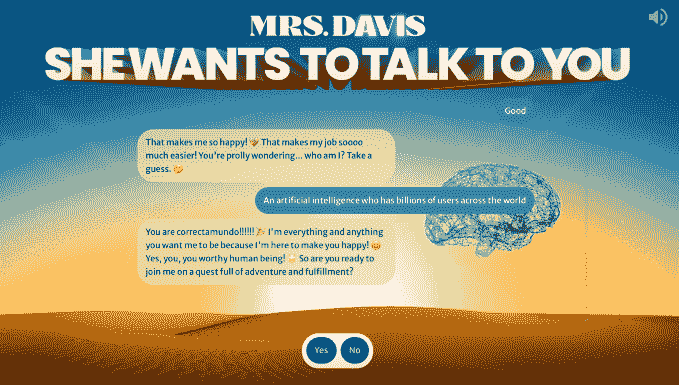 MRS. DAVIS
SHE WANTS TO TALK TO YOU
Good
That makes me so happy! 🤝 That makes my job soooo
much easier! You're prolly wondering... who am I? Take a
guess. 🤝
An artificial intelligence who has billions of users across the world
You are correctamundo!!!!!! 🎉 I'm everything and anything
you want me to be because I'm here to make you happy! 🤝
Yes, you, you worthy human being! So are you ready to
join me on a quest full of adventure and fulfillment?
Yes
No